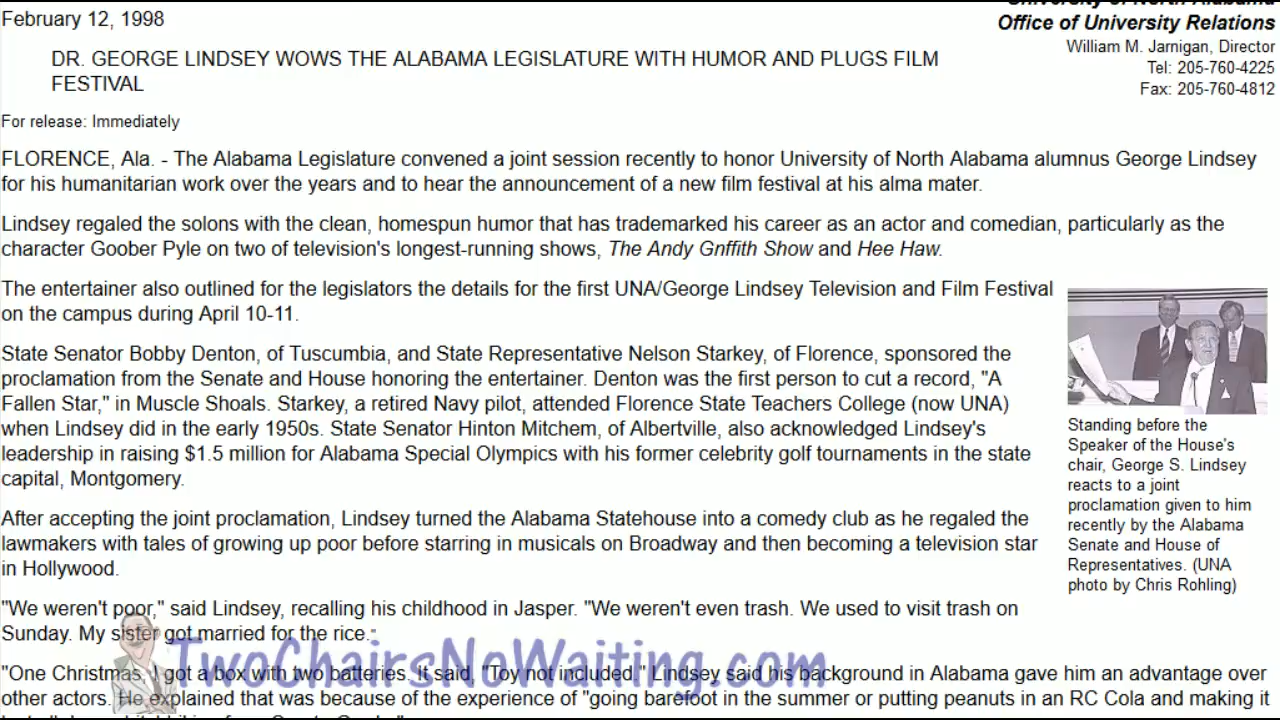 University of North Alabama
February 12, 1998
Office of University Relations
William M. Jarnigan, Director
Tel: 205-760-4225
Fax: 205-760-4812
DR. GEORGE LINDSEY WOWS THE ALABAMA LEGISLATURE WITH HUMOR AND PLUGS FILM
FESTIVAL
For release: Immediately
FLORENCE, Ala. - The Alabama Legislature convened a joint session recently to honor University of North Alabama alumnus George Lindsey
for his humanitarian work over the years and to hear the announcement of a new film festival at his alma mater.
Lindsey regaled the solons with the clean, homespun humor that has trademarked his career as an actor and comedian, particularly as the
character Goober Pyle on two of television's longest-running shows, The Andy Griffith Show and Hee Haw.
The entertainer also outlined for the legislators the details for the first UNA/George Lindsey Television and Film Festival
on the campus during April 10-11.
State Senator Bobby Denton, of Tuscumbia, and State Representative Nelson Starkey, of Florence, sponsored the
proclamation from the Senate and House honoring the entertainer. Denton was the first person to cut a record, "A
Fallen Star," in Muscle Shoals. Starkey, a retired Navy pilot, attended Florence State Teachers College (now UNA)
when Lindsey did in the early 1950s. State Senator Hinton Mitchem, of Albertville, also acknowledged Lindsey's
leadership in raising $1.5 million for Alabama Special Olympics with his former celebrity golf tournaments in the state
capital, Montgomery.
Standing before the
Speaker of the House's
chair, George S. Lindsey
reacts to a joint
proclamation given to him
recently by the Alabama
Senate and House of
Representatives. (UNA
photo by Chris Rohling)
After accepting the joint proclamation, Lindsey turned the Alabama Statehouse into a comedy club as he regaled the
lawmakers with tales of growing up poor before starring in musicals on Broadway and then becoming a television star
in Hollywood.
"We weren't poor," said Lindsey, recalling his childhood in Jasper. "We weren't even trash. We used to visit trash on
Sunday. My sister got married for the rice."
TwoChairsNoWaiting.com
"One Christmas, I got a box with two batteries. It said, "Toy not included." Lindsey said his background in Alabama gave him an advantage over
other actors. He explained that was because of the experience of "going barefoot in the summer or putting peanuts in an RC Cola and making it